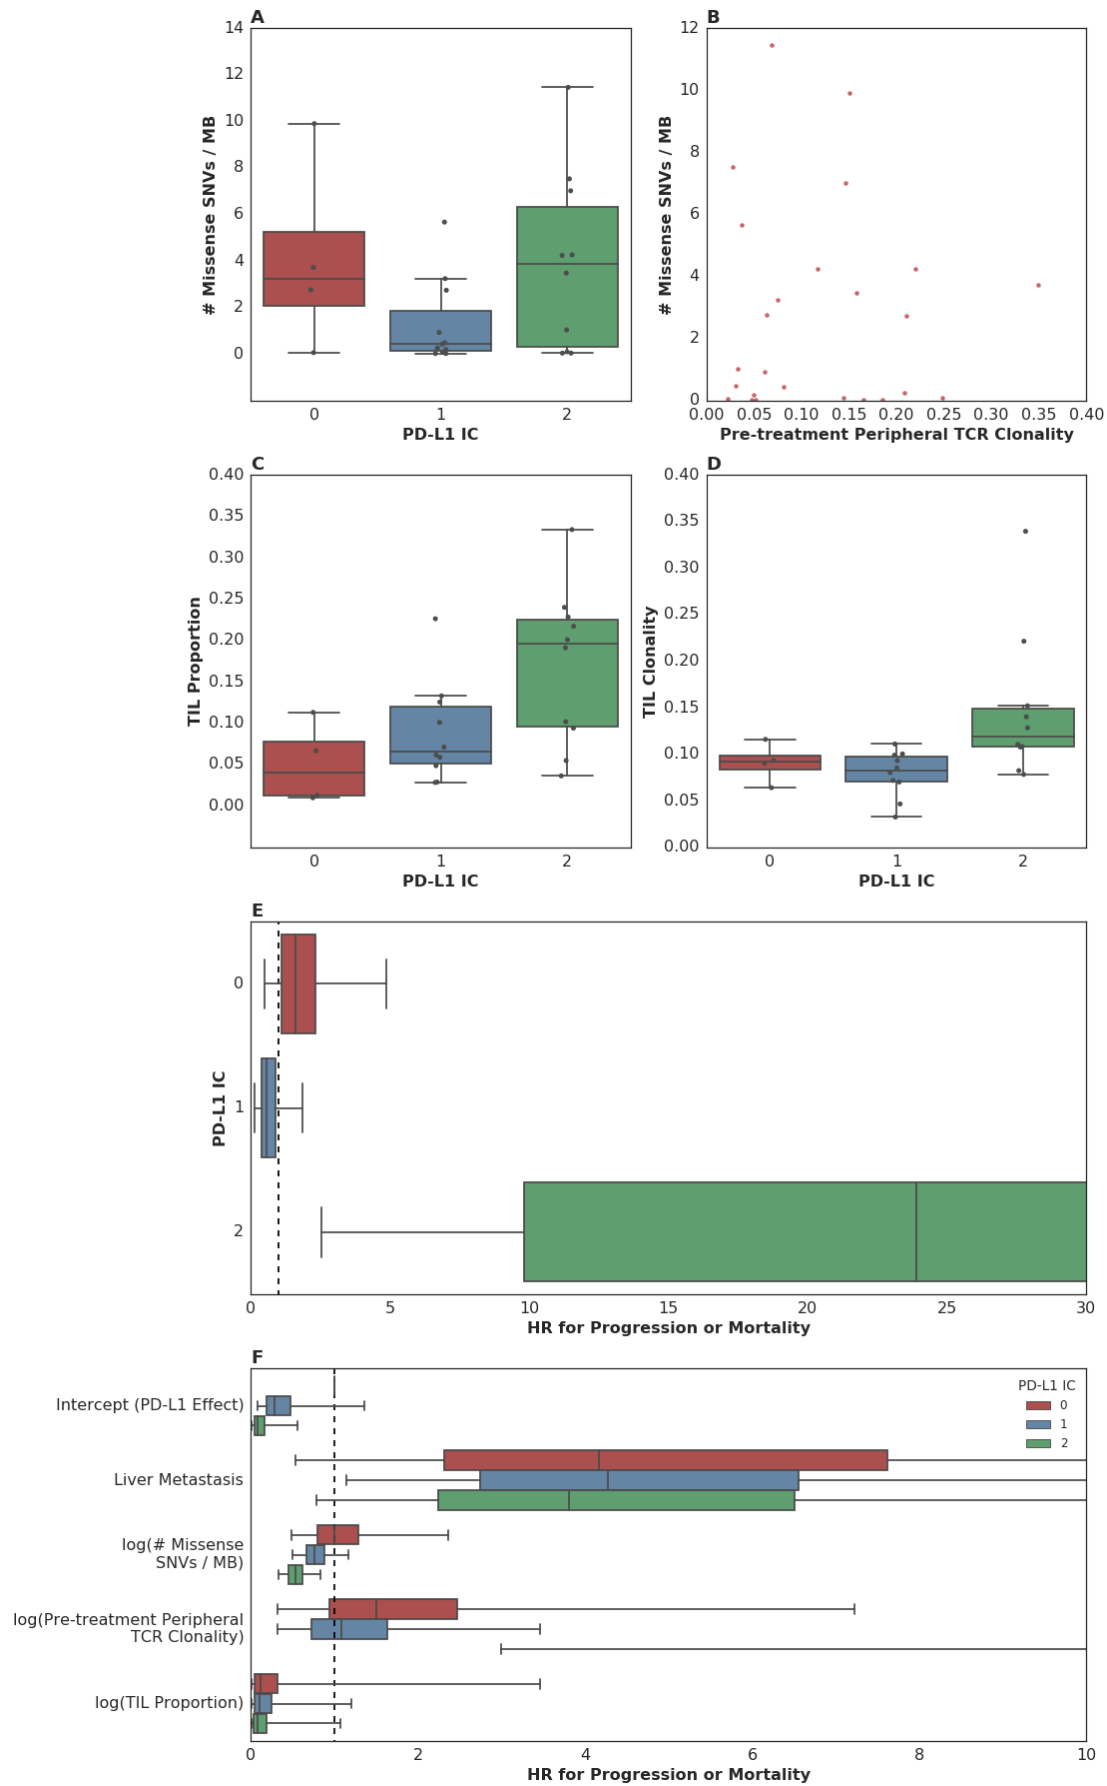 A
14
12
10
8
6
4
2
0
# Missense SNVs / MB
0 1 2
PD-L1 IC
B
12
10
8
6
4
2
0
# Missense SNVs / MB
0.00 0.05 0.10 0.15 0.20 0.25 0.30 0.35 0.40
Pre-treatment Peripheral TCR Clonality
C
0.40
0.35
0.30
0.25
0.20
0.15
0.10
0.05
0.00
TIL Proportion
0 1 2
PD-L1 IC
D
0.40
0.35
0.30
0.25
0.20
0.15
0.10
0.05
0.00
TIL Clonality
0 1 2
PD-L1 IC
E
0
1
2
PD-L1 IC
0 5 10 15 20 25 30
HR for Progression or Mortality
F
PD-L1 IC
0
1
2
Intercept (PD-L1 Effect)
Liver Metastasis
log(# Missense
SNVs / MB)
log(Pre-treatment Peripheral
TCR Clonality)
log(TIL Proportion)
0 2 4 6 8 10
HR for Progression or Mortality